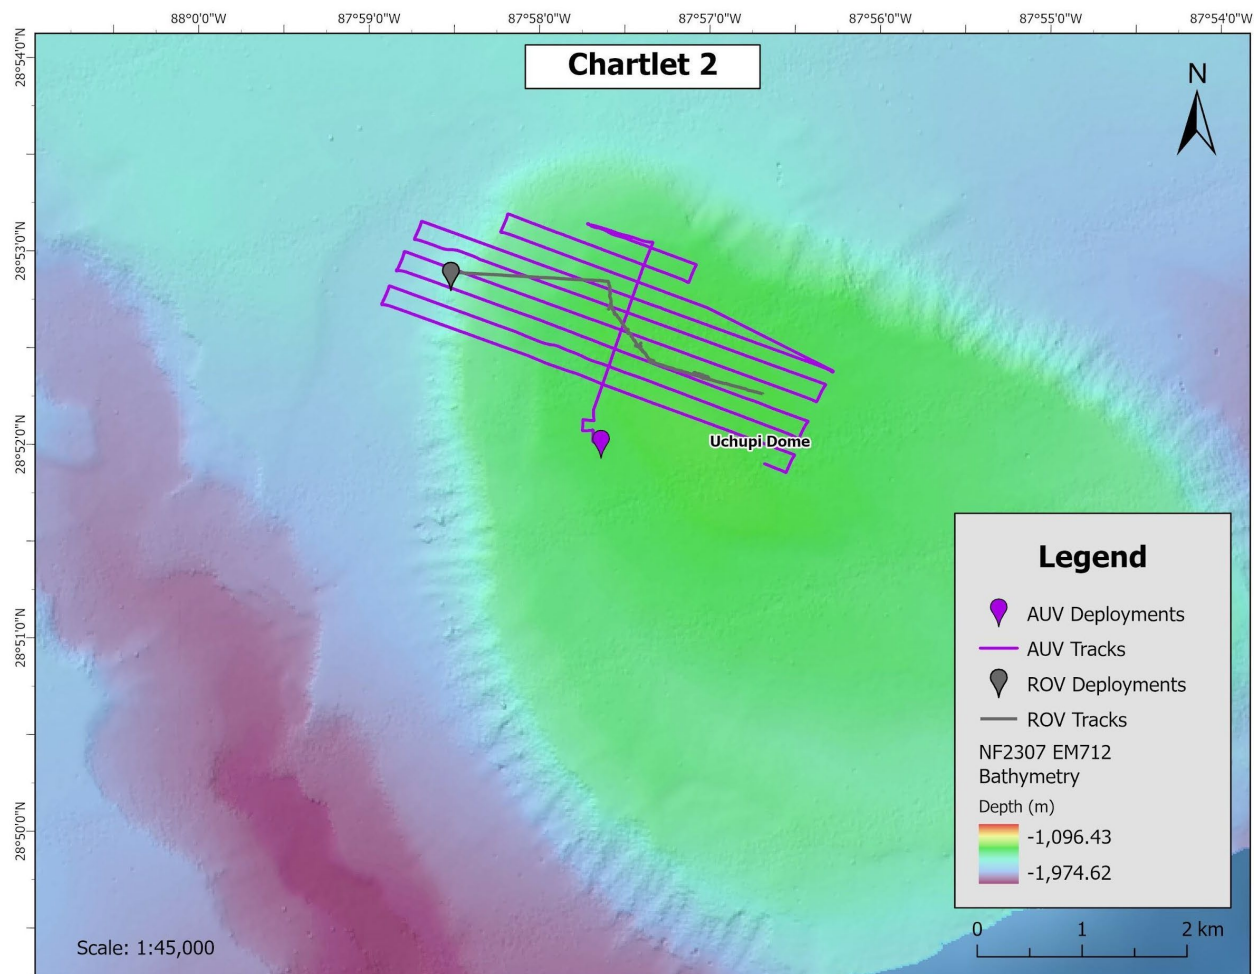 88°0'0"W 87°59'0"W 87°58'0"W 87°57'0"W 87°56'0"W 87°55'0"W 87°54'0"W
28°54'0"N
Chartlet 2
N
28°53'0"N
28°52'0"N
Uchupi Dome
28°51'0"N
28°50'0"N
Legend
AUV Deployments
AUV Tracks
ROV Deployments
ROV Tracks
NF2307 EM712
Bathymetry
Depth (m)
-1,096.43
-1,974.62
Scale: 1:45,000
0 1 2 km